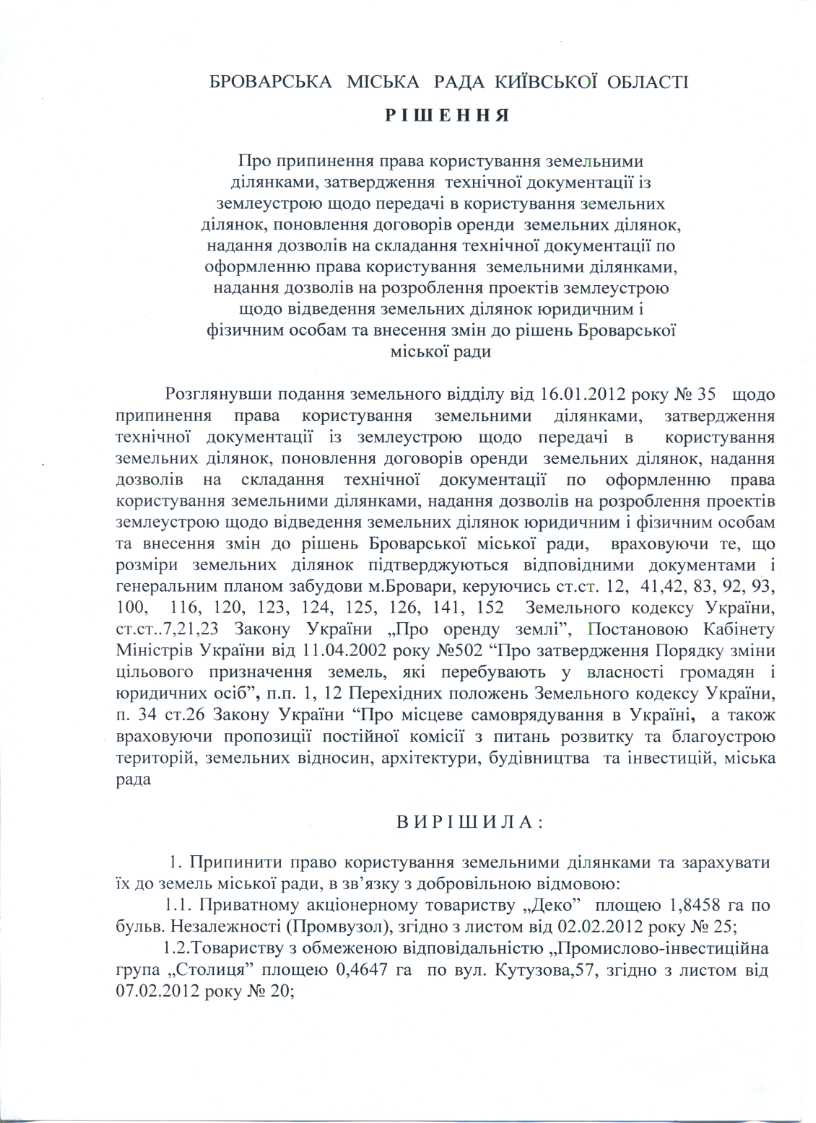 БРОВАРСЬКА МІСЬКА РАДА КИЇВСЬКОЇ ОБЛАСТІ
Р І Ш Е Н Н Я
Про припинення права користування земельними
ділянками, затвердження технічної документації із
землеустрою щодо передачі в користування земельних
ділянок, поновлення договорів оренди земельних ділянок,
надання дозволів на складання технічної документації по
оформленню права користування земельними ділянками,
надання дозволів на розроблення проектів землеустрою
щодо відведення земельних ділянок юридичним і
фізичним особам та внесення змін до рішень Броварської
міської ради
Розглянувши подання земельного відділу від 16.01.2012 року № 35 щодо
припинення права користування земельними ділянками, затвердження
технічної документації із землеустрою щодо передачі в користування
земельних ділянок, поновлення договорів оренди земельних ділянок, надання
дозволів на складання технічної документації по оформленню права
користування земельними ділянками, надання дозволів на розроблення проектів
землеустрою щодо відведення земельних ділянок юридичним і фізичним особам
та внесення змін до рішень Броварської міської ради, враховуючи те, що
розміри земельних ділянок підтверджуються відповідними документами і
генеральним планом забудови м.Бровари, керуючись ст.ст. 12, 41,42, 83, 92, 93,
100, 116, 120, 123, 124, 125, 126, 141, 152 Земельного кодексу України,
ст.ст..7,21,23 Закону України „Про оренду землі”, Постановою Кабінету
Міністрів України від 11.04.2002 року №502 “Про затвердження Порядку зміни
цільового призначення земель, які перебувають у власності громадян і
юридичних осіб”, п.п. 1, 12 Перехідних положень Земельного кодексу України,
п. 34 ст.26 Закону України “Про місцеве самоврядування в Україні, а також
враховуючи пропозиції постійної комісії з питань розвитку та благоустрою
територій, земельних відносин, архітектури, будівництва та інвестицій, міська
рада
В И Р І Ш И Л А :
1. Припинити право користування земельними ділянками та зарахувати
їх до земель міської ради, в зв’язку з добровільною відмовою:
1.1. Приватному акціонерному товариству „Деко” площею 1,8458 га по
бульв. Незалежності (Промвузол), згідно з листом від 02.02.2012 року № 25;
1.2.Товариству з обмеженою відповідальністю „Промислово-інвестиційна
група „Столиця” площею 0,4647 га по вул. Кутузова,57, згідно з листом від
07.02.2012 року № 20;